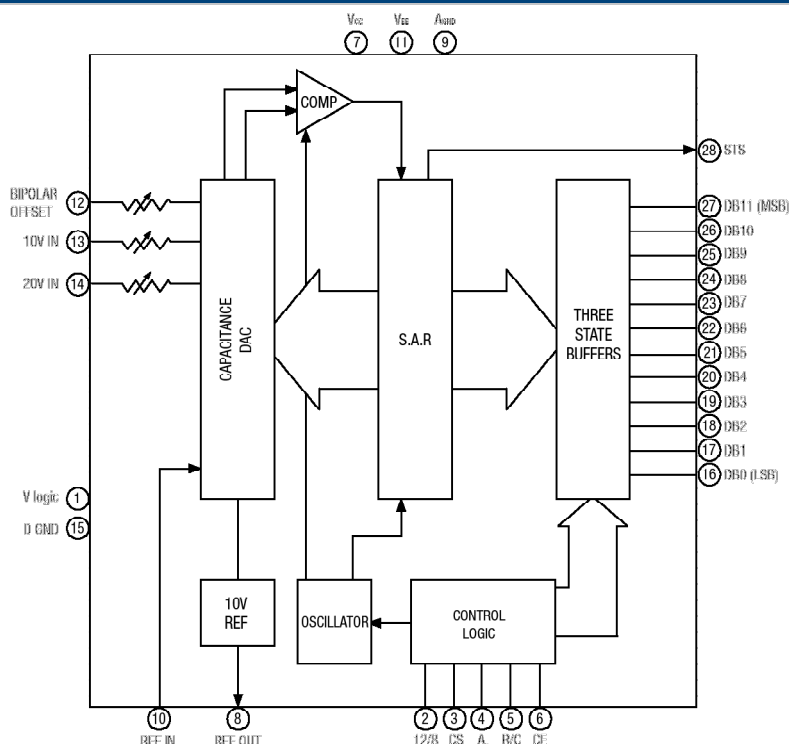 VCC VEE AGND
7 11 9
COMP
28 STS
BIPOLAR
OFFSET
12
10V IN 13
20V IN 14
CAPACITANCE
DAC
S.A.R
THREE
STATE
BUFFERS
27 DB11 (MSB)
26 DB10
25 DB9
24 DB8
23 DB7
22 DB6
21 DB5
20 DB4
19 DB3
18 DB2
17 DB1
16 DB0 (LSB)
V logic 1
D GND 15
10V
REF
OSCILLATOR
CONTROL
LOGIC
10 8 2 3 4 5 6
REF IN REF OUT 12/8 CS A. R/C CE